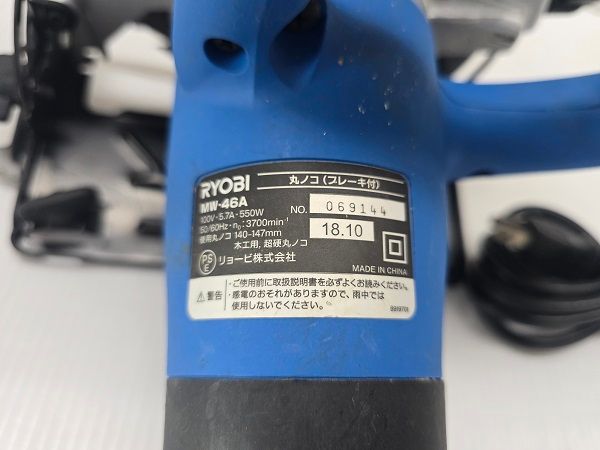 RYOBI
丸ノコ(ブレーキ付)
MW-46A
NO. 069144
100V・5.7A・550W
50/60Hz・n₀:3700min⁻¹
18.10
使用丸ノコ 140-147mm
木工用, 超硬丸ノコ
PS
E
リョービ株式会社
MADE IN CHINA
警告
・ご使用前に取扱説明書を必ずよくお読みください。
・感電のおそれがありますので、雨中では
使用しないでください。